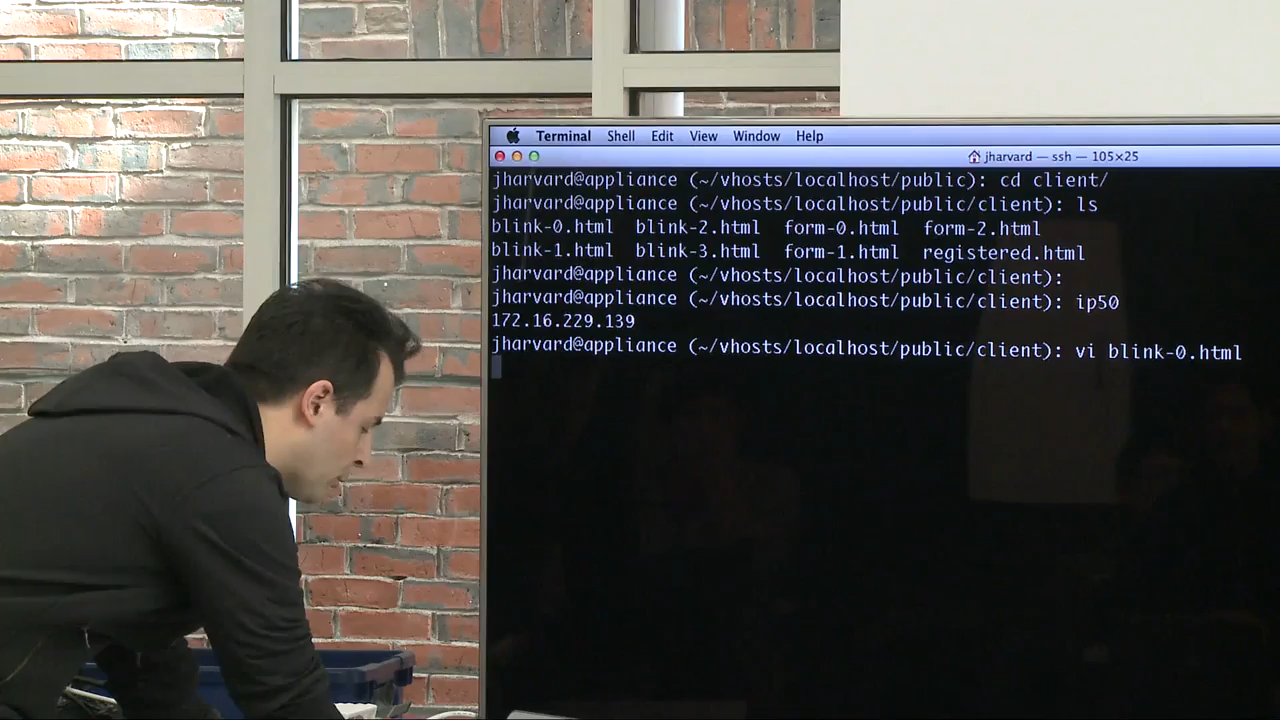 Terminal Shell Edit View Window Help
jharvard — ssh — 105×25
jharvard@appliance (~/vhosts/localhost/public): cd client/
jharvard@appliance (~/vhosts/localhost/public/client): ls
blink-0.html blink-2.html form-0.html form-2.html
blink-1.html blink-3.html form-1.html registered.html
jharvard@appliance (~/vhosts/localhost/public/client):
jharvard@appliance (~/vhosts/localhost/public/client): ip50
172.16.229.139
jharvard@appliance (~/vhosts/localhost/public/client): vi blink-0.html